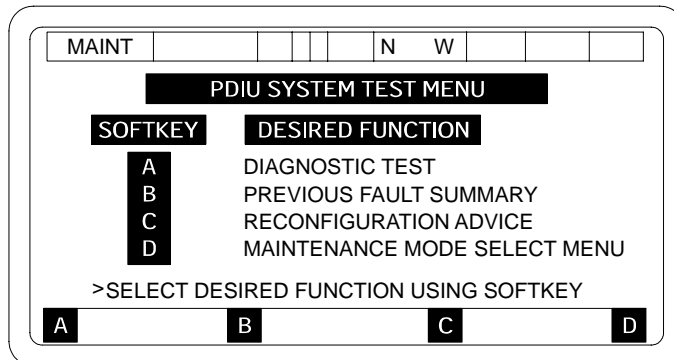 MAINT N W
PDIU SYSTEM TEST MENU
SOFTKEY DESIRED FUNCTION
A DIAGNOSTIC TEST
B PREVIOUS FAULT SUMMARY
C RECONFIGURATION ADVICE
D MAINTENANCE MODE SELECT MENU
>SELECT DESIRED FUNCTION USING SOFTKEY
A B C D